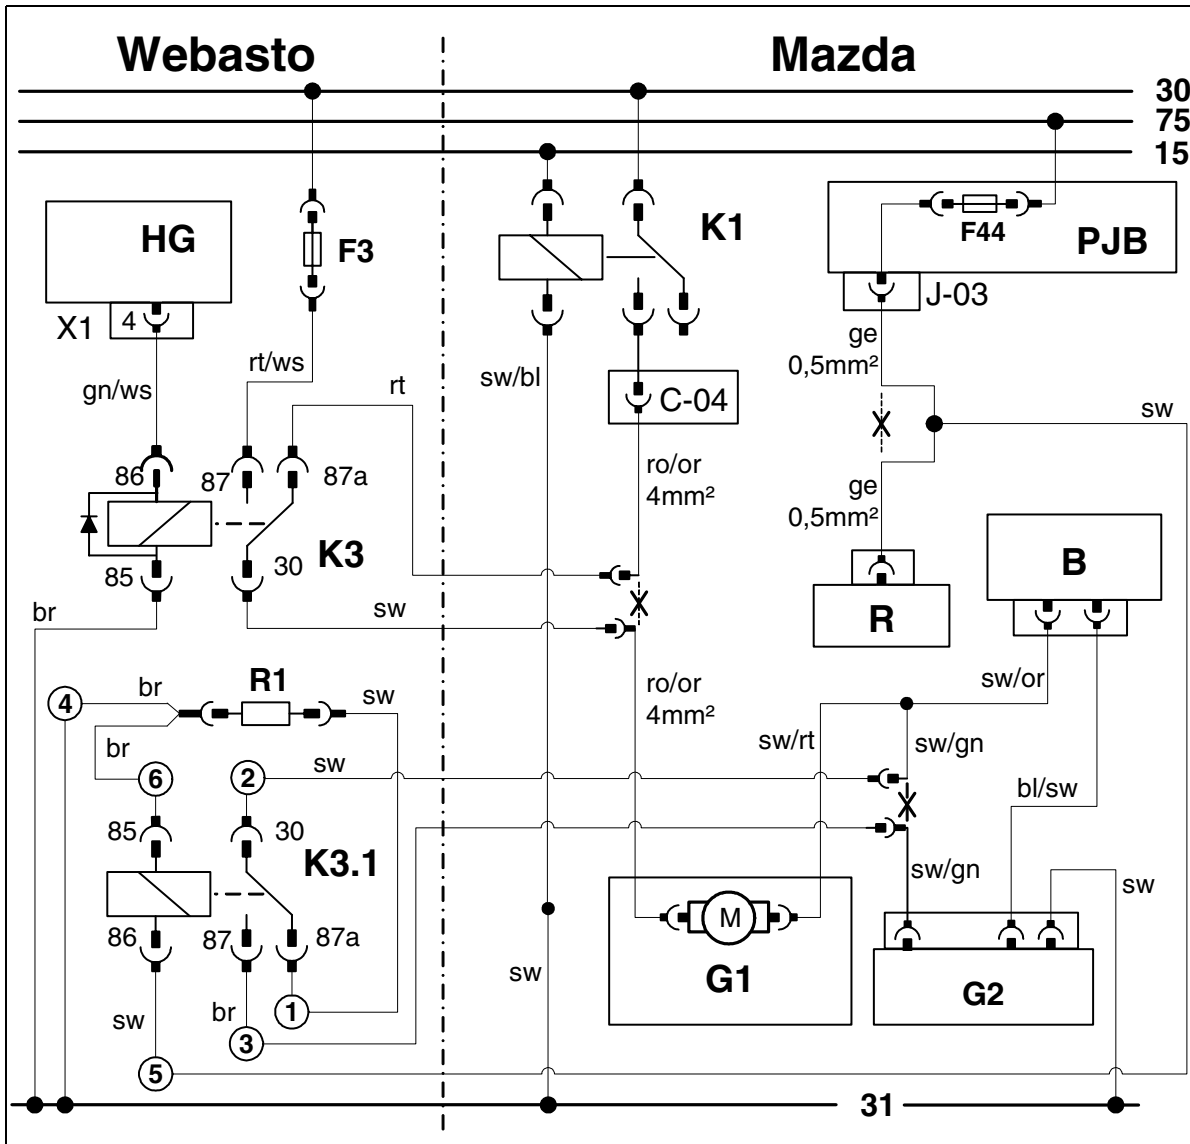 Webasto
Mazda
30
75
15
HG
F3
K1
F44
PJB
X1
4
J-03
rt/ws
gn/ws
rt
sw/bl
C-04
ge
0,5mm²
sw
86
87
87a
ro/or
4mm²
ge
0,5mm²
K3
85
30
B
R
br
sw
4
br
R1
sw
ro/or
4mm²
sw/or
sw/rt
sw/gn
br
6
2
sw
bl/sw
85
30
K3.1
sw/gn
sw
86
87
87a
M
G1
G2
sw
br
1
sw
3
5
31